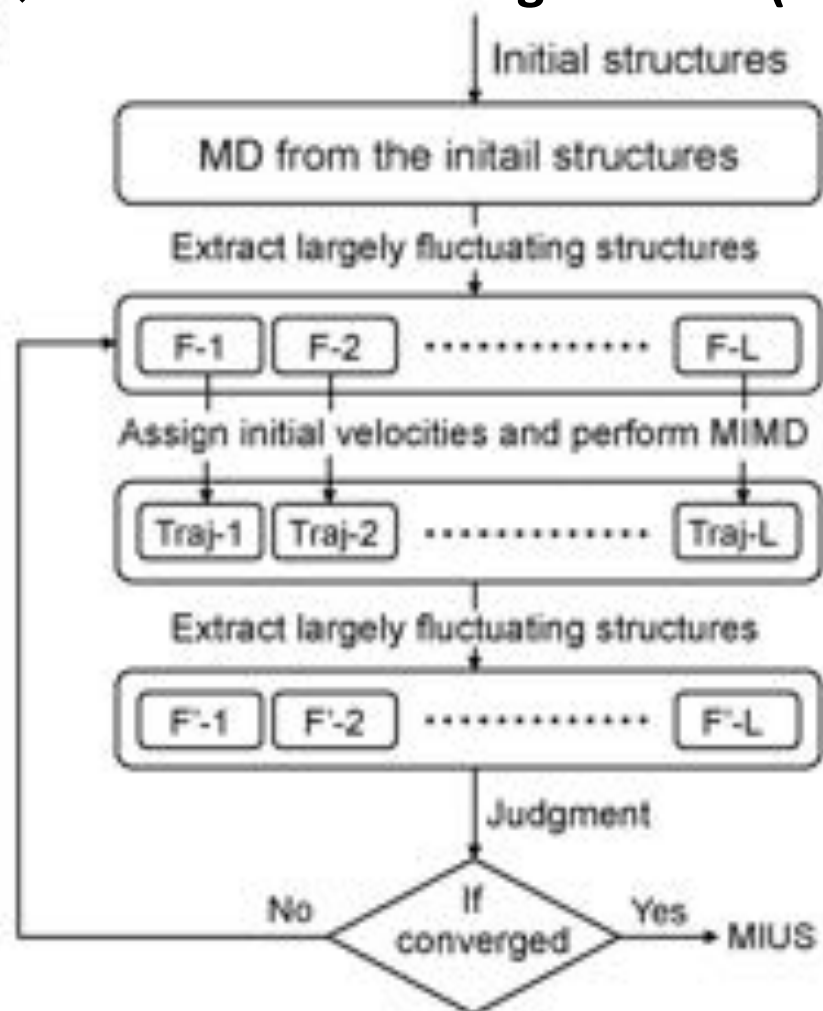 Initial structures
MD from the initail structures
Extract largely fluctuating structures
F-1 F-2 ............. F-L
Assign initial velocities and perform MIMD
Traj-1 Traj-2 ............. Traj-L
Extract largely fluctuating structures
F'-1 F'-2 ............. F'-L
Judgment
No If converged Yes MIUS